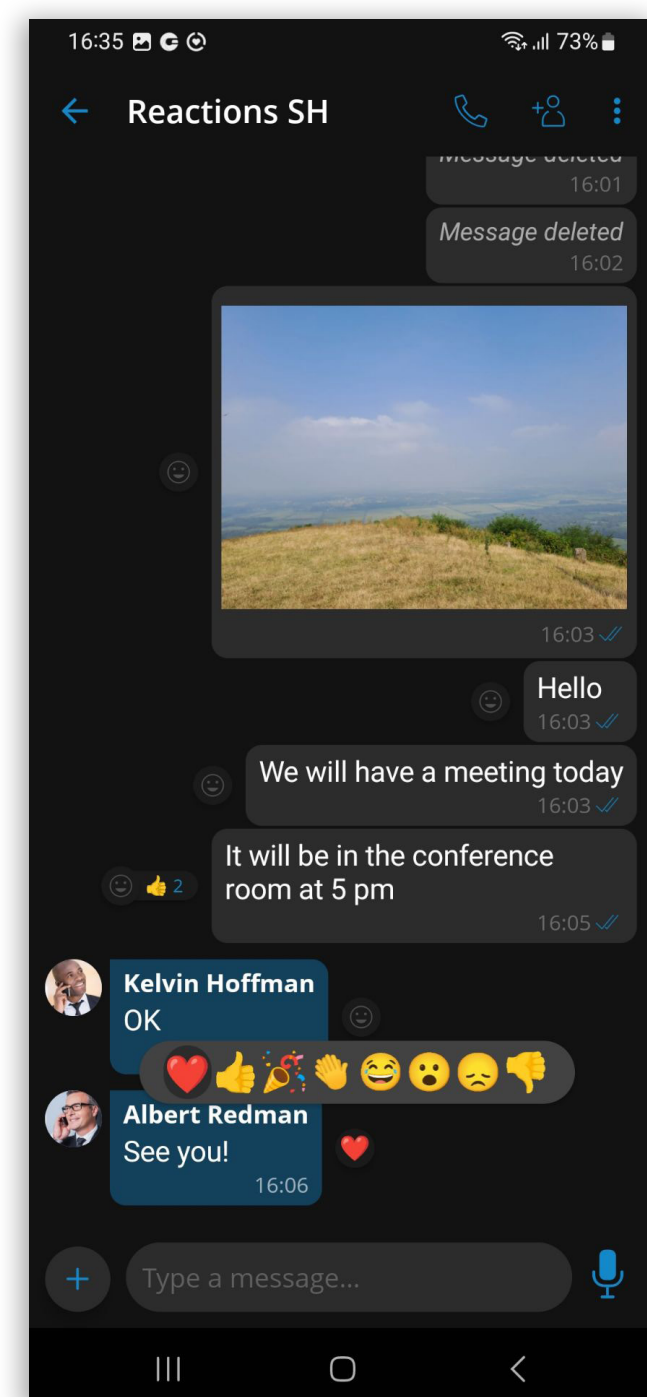 16:35
73%
Reactions SH
Message deleted
16:01
Message deleted
16:02
16:03
Hello
16:03
We will have a meeting today
16:03
2
It will be in the conference
room at 5 pm
16:05
Kelvin Hoffman
OK
Albert Redman
See you!
16:06
Type a message...